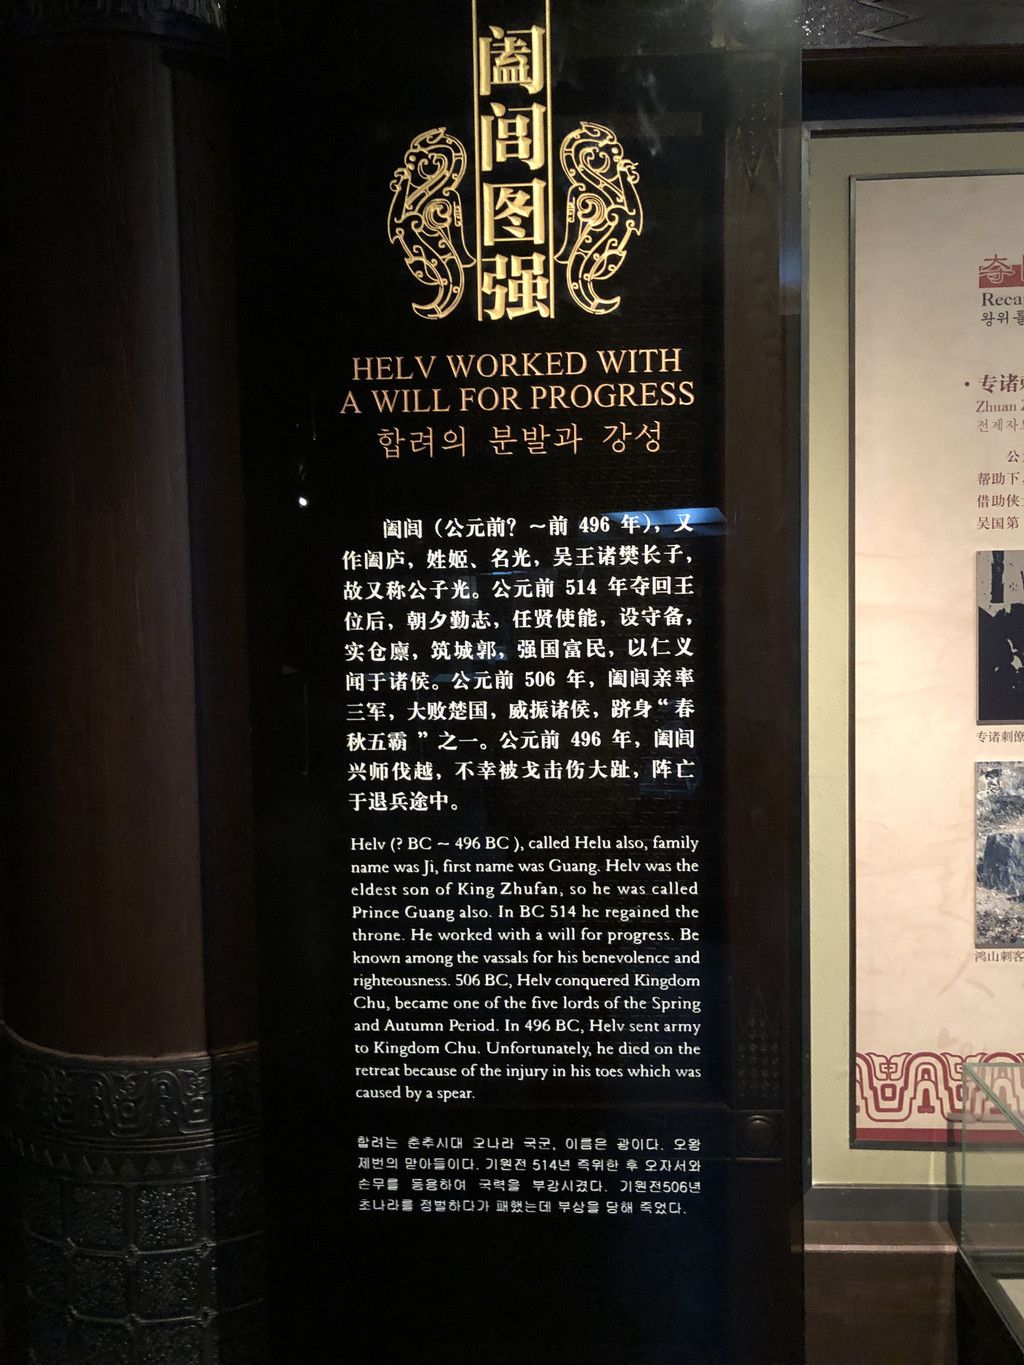 阖闾图强
HELV WORKED WITH
A WILL FOR PROGRESS
합려의 분발과 강성
阖闾（公元前？～前 496 年），又
作阖庐，姓姬、名光，吴王诸樊长子，
故又称公子光。公元前 514 年夺回王
位后，朝夕勤志，任贤使能，设守备，
实仓廪，筑城郭，强国富民，以仁义
闻于诸侯。公元前 506 年，阖闾亲率
三军，大败楚国，威振诸侯，跻身“春
秋五霸 ”之一。公元前 496 年，阖闾
兴师伐越，不幸被戈击伤大趾，阵亡
于退兵途中。
Helv (? BC ~ 496 BC ), called Helu also, family
name was Ji, first name was Guang. Helv was the
eldest son of King Zhufan, so he was called
Prince Guang also. In BC 514 he regained the
throne. He worked with a will for progress. Be
known among the vassals for his benevolence and
righteousness. 506 BC, Helv conquered Kingdom
Chu, became one of the five lords of the Spring
and Autumn Period. In 496 BC, Helv sent army
to Kingdom Chu. Unfortunately, he died on the
retreat because of the injury in his toes which was
caused by a spear.
합려는 춘추시대 오나라 국군, 이름은 광이다. 오왕
제번의 맏아들이다. 기원전 514년 즉위한 후 오자서와
손무를 등용하여 국력을 부강시켰다. 기원전506년
초나라를 정벌하다가 패했는데 부상을 당해 죽었다.
夺
Reca
왕위를
• 专诸刺
Zhuan
전제자
公
帮助下
借助侠
吴国第
专诸刺僚
鸿山刺客